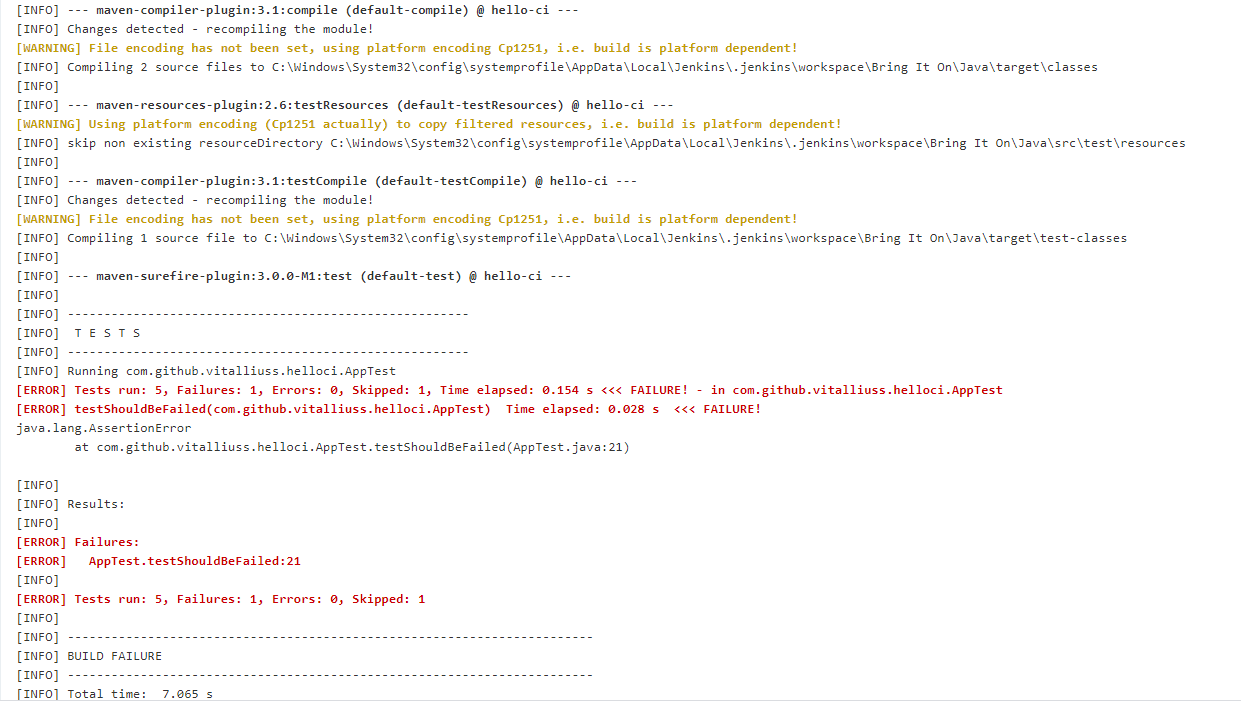 [INFO] --- maven-compiler-plugin:3.1:compile (default-compile) @ hello-ci ---
[INFO] Changes detected - recompiling the module!
[WARNING] File encoding has not been set, using platform encoding Cp1251, i.e. build is platform dependent!
[INFO] Compiling 2 source files to C:\Windows\System32\config\systemprofile\AppData\Local\Jenkins\.jenkins\workspace\Bring It On\Java\target\classes
[INFO]
[INFO] --- maven-resources-plugin:2.6:testResources (default-testResources) @ hello-ci ---
[WARNING] Using platform encoding (Cp1251 actually) to copy filtered resources, i.e. build is platform dependent!
[INFO] skip non existing resourceDirectory C:\Windows\System32\config\systemprofile\AppData\Local\Jenkins\.jenkins\workspace\Bring It On\Java\src\test\resources
[INFO]
[INFO] --- maven-compiler-plugin:3.1:testCompile (default-testCompile) @ hello-ci ---
[INFO] Changes detected - recompiling the module!
[WARNING] File encoding has not been set, using platform encoding Cp1251, i.e. build is platform dependent!
[INFO] Compiling 1 source file to C:\Windows\System32\config\systemprofile\AppData\Local\Jenkins\.jenkins\workspace\Bring It On\Java\target\test-classes
[INFO]
[INFO] --- maven-surefire-plugin:3.0.0-M1:test (default-test) @ hello-ci ---
[INFO]
[INFO] -------------------------------------------------------
[INFO]  T E S T S
[INFO] -------------------------------------------------------
[INFO] Running com.github.vitalliuss.helloci.AppTest
[ERROR] Tests run: 5, Failures: 1, Errors: 0, Skipped: 1, Time elapsed: 0.154 s <<< FAILURE! - in com.github.vitalliuss.helloci.AppTest
[ERROR] testShouldBeFailed(com.github.vitalliuss.helloci.AppTest)  Time elapsed: 0.028 s  <<< FAILURE!
java.lang.AssertionError
        at com.github.vitalliuss.helloci.AppTest.testShouldBeFailed(AppTest.java:21)
[INFO]
[INFO] Results:
[INFO]
[ERROR] Failures:
[ERROR]   AppTest.testShouldBeFailed:21
[INFO]
[ERROR] Tests run: 5, Failures: 1, Errors: 0, Skipped: 1
[INFO]
[INFO] ------------------------------------------------------------------------
[INFO] BUILD FAILURE
[INFO] ------------------------------------------------------------------------
[INFO] Total time:  7.065 s